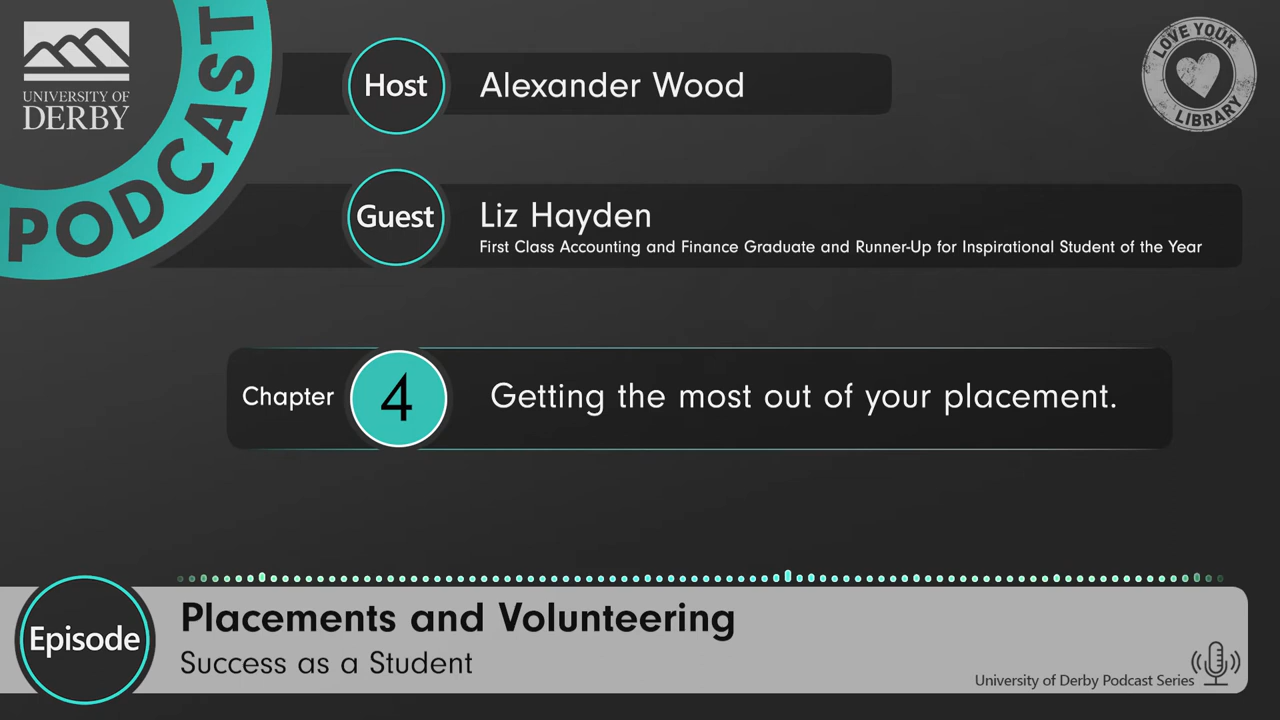 UNIVERSITY OF
DERBY
PODCAST
Host
Alexander Wood
LOVE YOUR
LIBRARY
Guest
Liz Hayden
First Class Accounting and Finance Graduate and Runner-Up for Inspirational Student of the Year
Chapter
4
Getting the most out of your placement.
Episode
Placements and Volunteering
Success as a Student
University of Derby Podcast Series